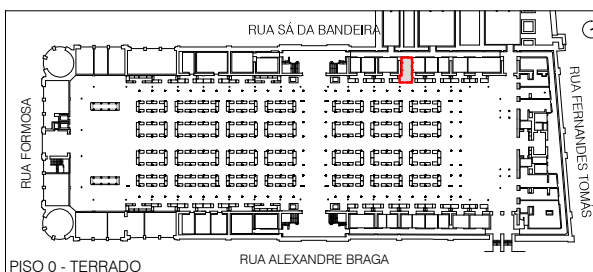 RUA SÁ DA BANDEIRA
RUA FORMOSA
RUA FERNANDES TOMÁS
RUA ALEXANDRE BRAGA
PISO 0 - TERRADO